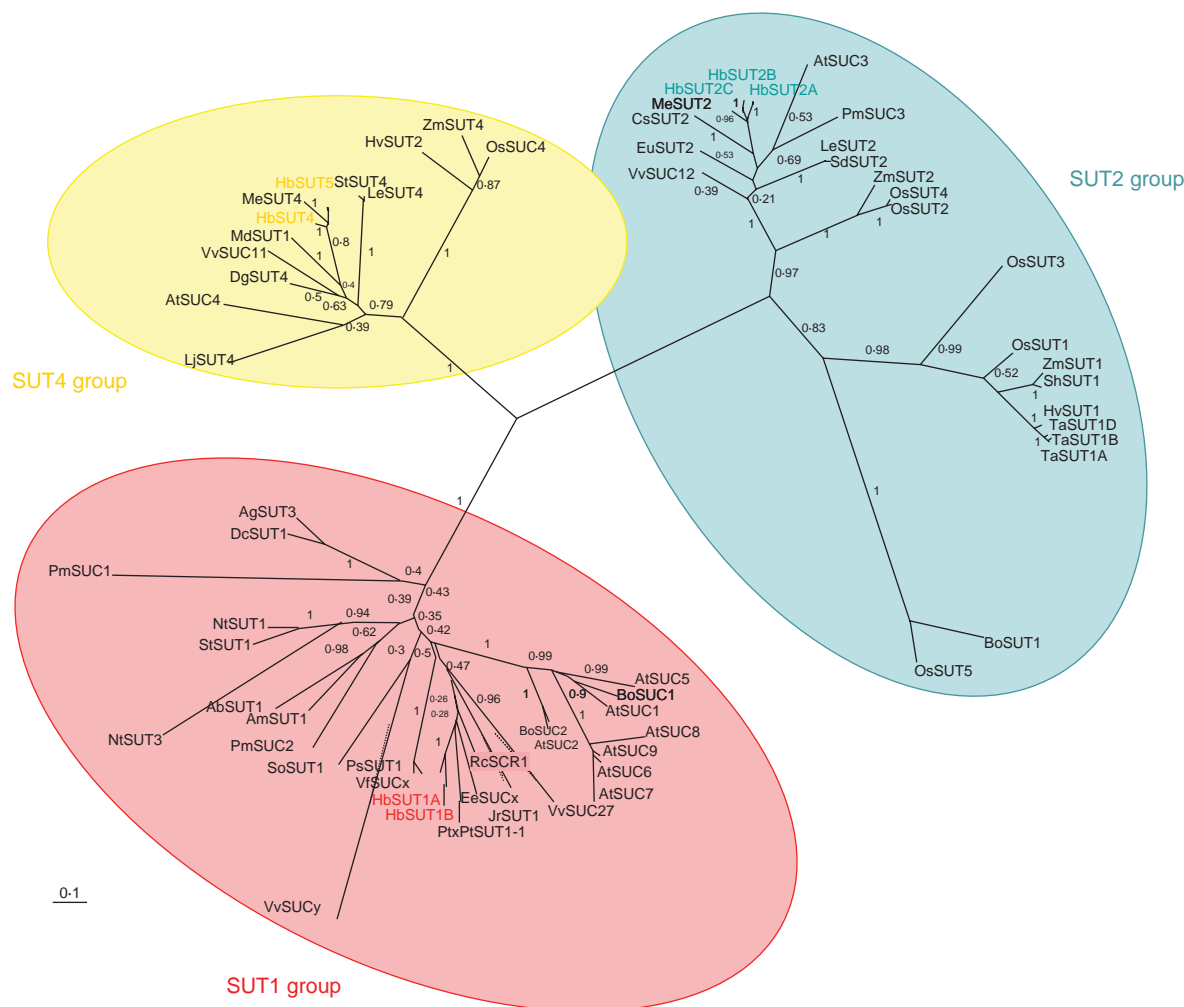 AtSUC3
HbSUT2B
HbSUT2C
HbSUT2A
MeSUT2
1
1
CsSUT2
0·96
0·53
PmSUC3
1
EuSUT2
0·53
0·69
LeSUT2
SdSUT2
VvSUC12
0·39
0·21
1
ZmSUT2
OsSUT4
OsSUT2
1
1
1
SUT2 group
0·97
OsSUT3
0·83
0·98
0·99
OsSUT1
0·52
ZmSUT1
ShSUT1
1
HvSUT1
1
TaSUT1D
1
TaSUT1B
TaSUT1A
1
BoSUT1
OsSUT5
ZmSUT4
HvSUT2
OsSUC4
0·87
HbSUT5
StSUT4
MeSUT4
1
LeSUT4
HbSUT4
1
MdSUT1
0·8
VvSUC11
1
1
1
DgSUT4
0·4
0·5
0·63
0·79
AtSUC4
0·39
LjSUT4
SUT4 group
1
1
AgSUT3
DcSUT1
1
0·4
PmSUC1
0·43
0·39
NtSUT1
1
0·94
0·35
StSUT1
0·62
0·42
0·98
0·3
0·5
1
0·47
0·99
0·99
AtSUC5
BoSUC1
0·9
AtSUC1
AbSUT1
AmSUT1
0·26
0·96
1
1
NtSUT3
1
0·28
BoSUC2
AtSUC8
PmSUC2
1
AtSUC2
AtSUC9
SoSUT1
PsSUT1
RcSCR1
AtSUC6
VfSUCx
HbSUT1A
EeSUCx
AtSUC7
HbSUT1B
JrSUT1
VvSUC27
PtxPtSUT1-1
0·1
VvSUCy
SUT1 group